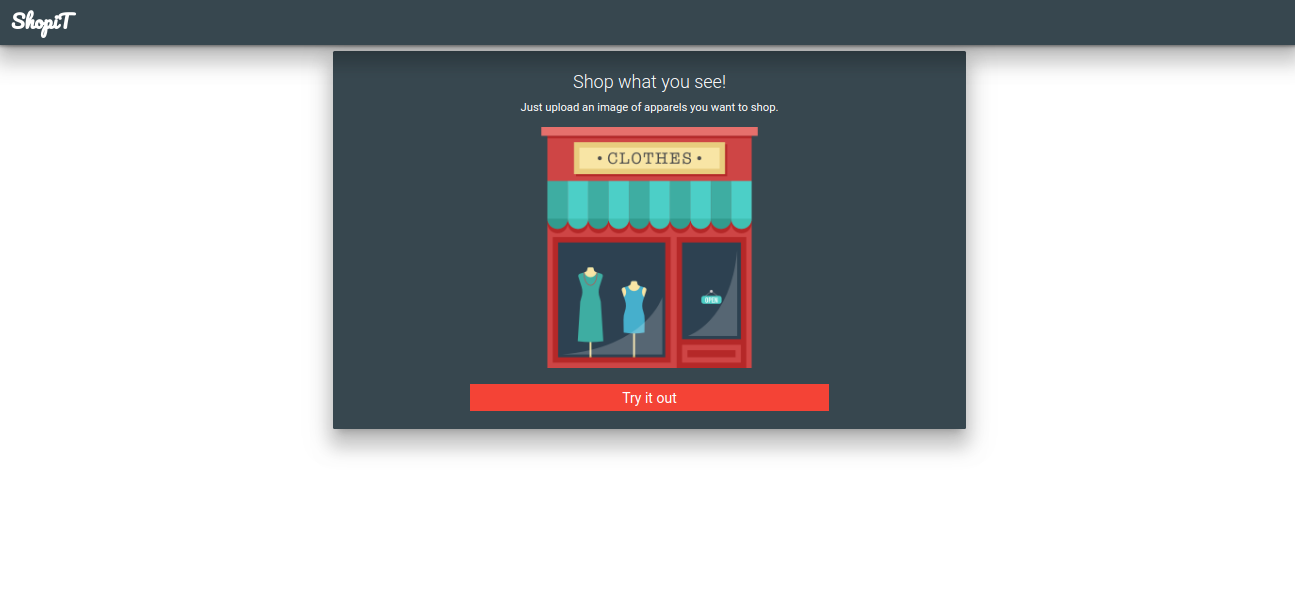 ShopiT
Shop what you see!
Just upload an image of apparels you want to shop.
• CLOTHES •
OPEN
Try it out